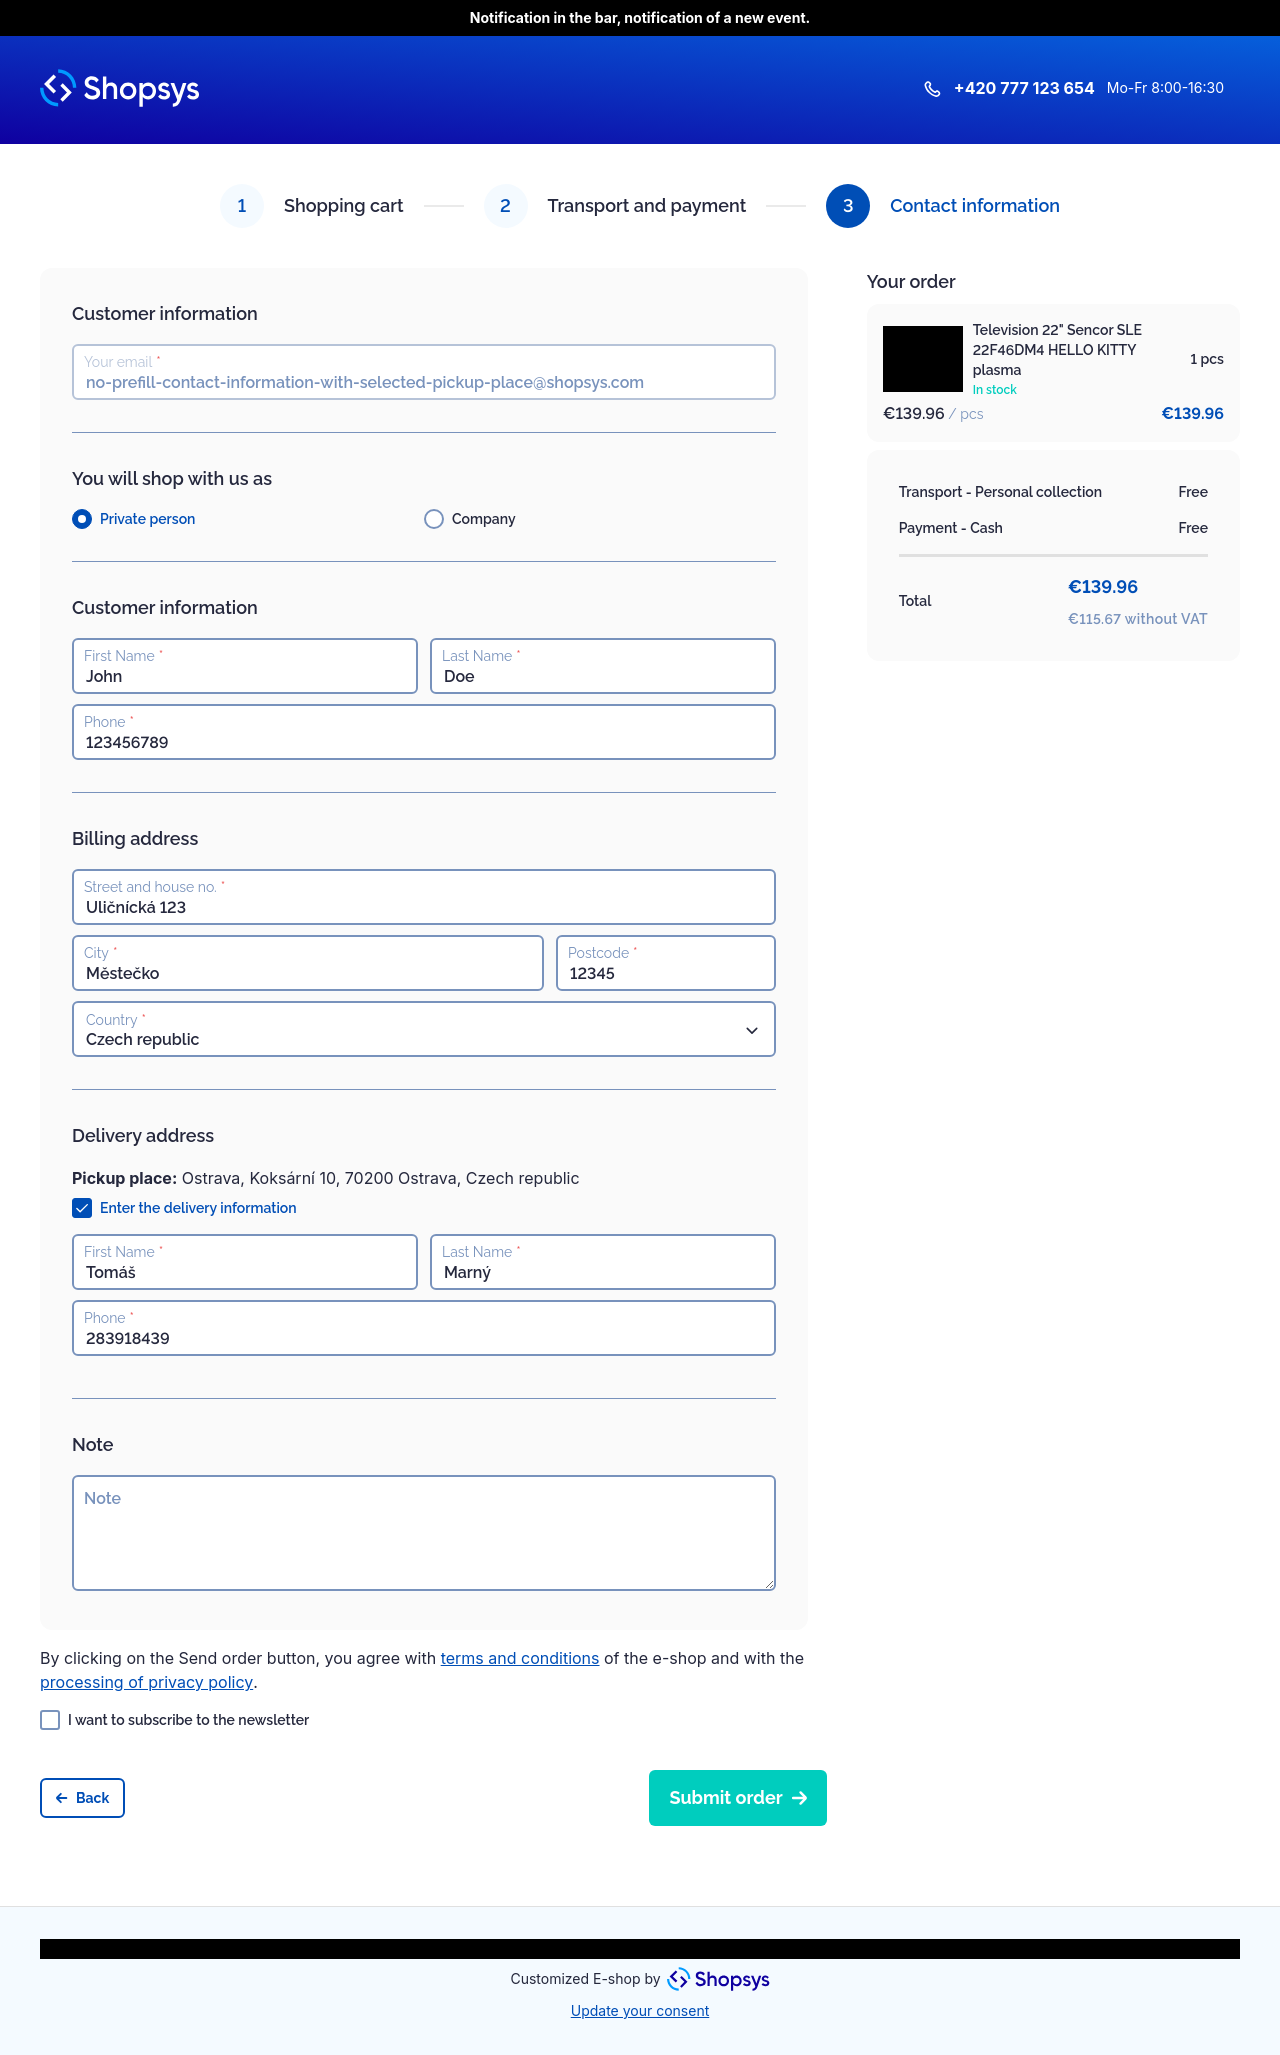 Notification in the bar, notification of a new event.
Shopsys
+420 777 123 654 Mo-Fr 8:00-16:30
1 Shopping cart 2 Transport and payment 3 Contact information
Customer information
Your email *
no-prefill-contact-information-with-selected-pickup-place@shopsys.com
You will shop with us as
Private person Company
Customer information
First Name * Last Name *
John Doe
Phone *
123456789
Billing address
Street and house no. *
Uličnícká 123
City * Postcode *
Městečko 12345
Country *
Czech republic
Delivery address
Pickup place: Ostrava, Koksární 10, 70200 Ostrava, Czech republic
Enter the delivery information
First Name * Last Name *
Tomáš Marný
Phone *
283918439
Note
Note
By clicking on the Send order button, you agree with terms and conditions of the e-shop and with the
processing of privacy policy.
I want to subscribe to the newsletter
Back Submit order
Your order
Television 22" Sencor SLE
22F46DM4 HELLO KITTY
plasma
1 pcs
In stock
€139.96 / pcs €139.96
Transport - Personal collection Free
Payment - Cash Free
Total €139.96
€115.67 without VAT
Customized E-shop by Shopsys
Update your consent